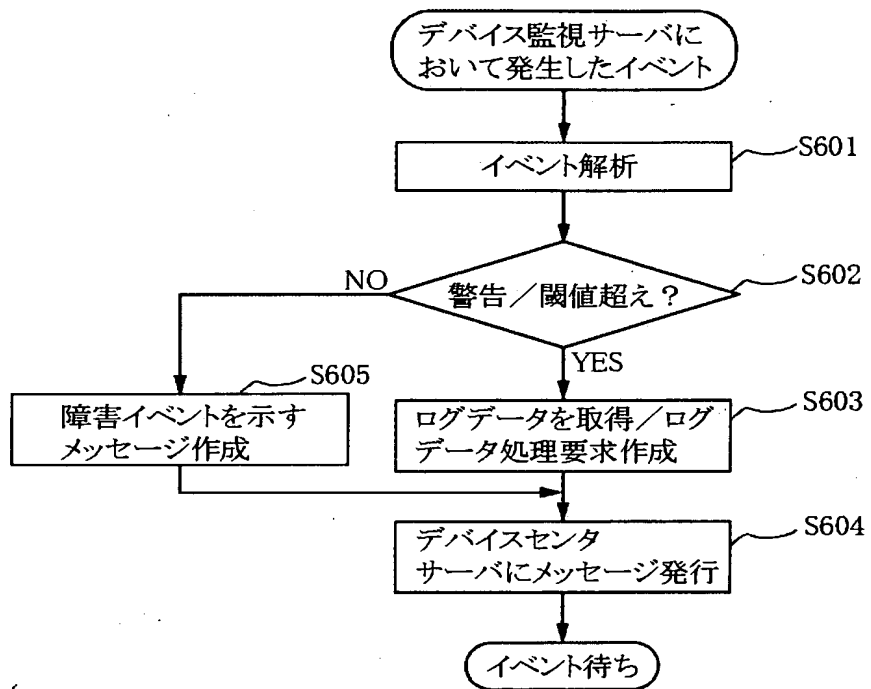 デバイス監視サーバに
おいて発生したイベント
イベント解析
S601
警告／閾値超え？
S602
NO
YES
S605
障害イベントを示す
メッセージ作成
ログデータを取得／ログ
データ処理要求作成
S603
デバイスセンタ
サーバにメッセージ発行
S604
イベント待ち